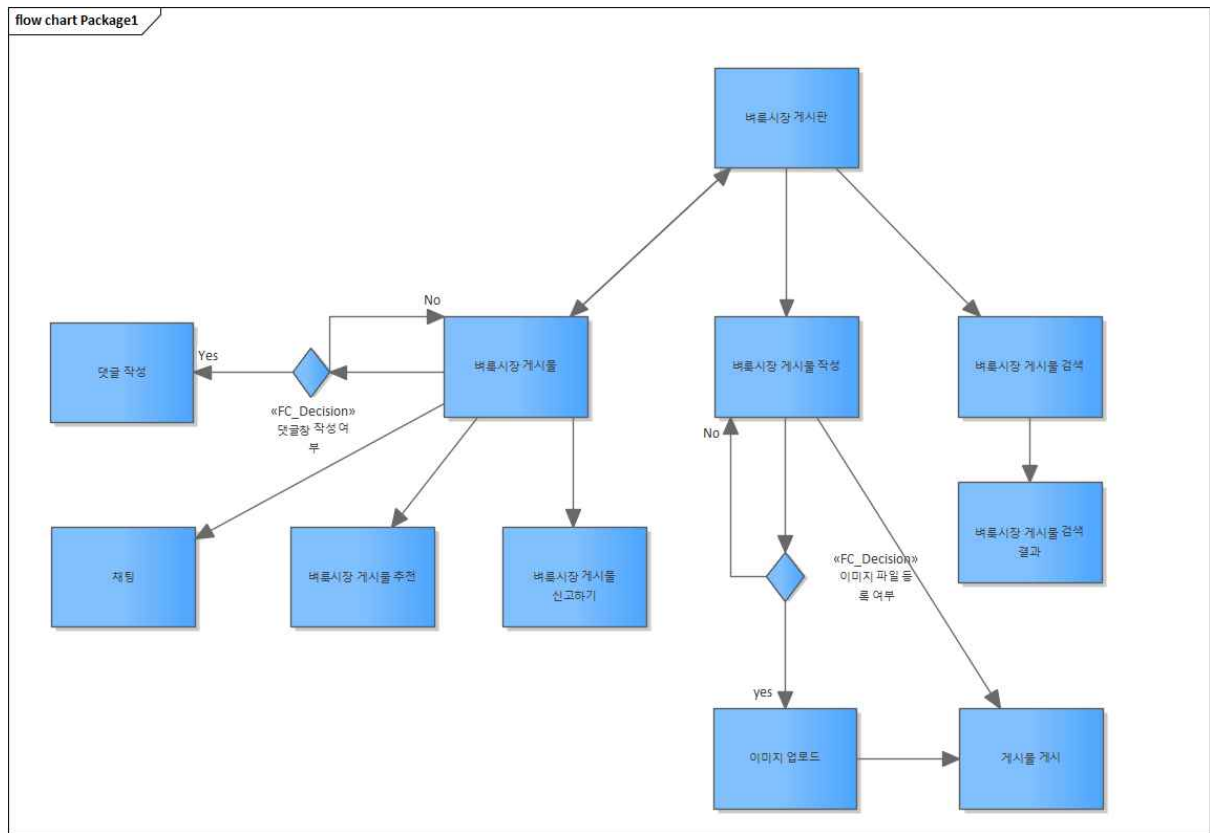 flow chart Package1
벼룩시장 게시판
No
댓글 작성
Yes
벼룩시장 게시물
벼룩시장 게시물 작성
벼룩시장 게시물 검색
«FC_Decision»
댓글창 작성 여
부
No
채팅
벼룩시장 게시물 추천
벼룩시장 게시물
신고하기
«FC_Decision»
이미지 파일 등
록 여부
벼룩시장 게시물 검색
결과
yes
이미지 업로드
게시물 게시